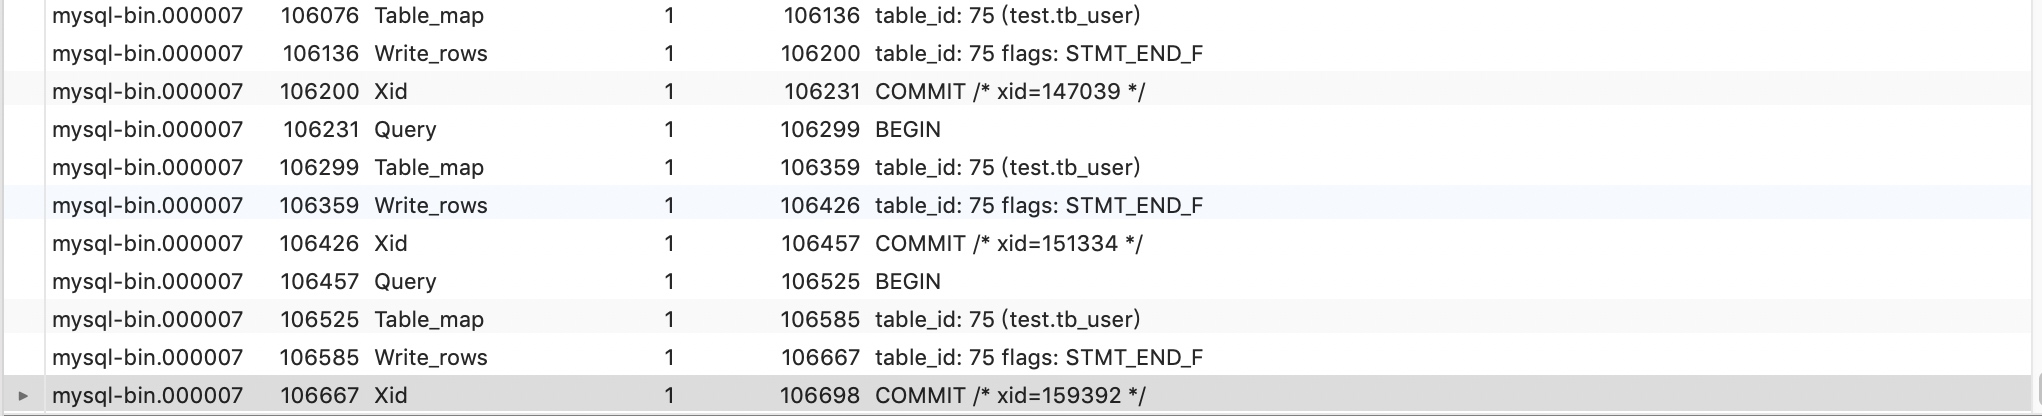 mysql-bin.000007 106076 Table_map 1 106136 table_id: 75 (test.tb_user)
mysql-bin.000007 106136 Write_rows 1 106200 table_id: 75 flags: STMT_END_F
mysql-bin.000007 106200 Xid 1 106231 COMMIT /* xid=147039 */
mysql-bin.000007 106231 Query 1 106299 BEGIN
mysql-bin.000007 106299 Table_map 1 106359 table_id: 75 (test.tb_user)
mysql-bin.000007 106359 Write_rows 1 106426 table_id: 75 flags: STMT_END_F
mysql-bin.000007 106426 Xid 1 106457 COMMIT /* xid=151334 */
mysql-bin.000007 106457 Query 1 106525 BEGIN
mysql-bin.000007 106525 Table_map 1 106585 table_id: 75 (test.tb_user)
mysql-bin.000007 106585 Write_rows 1 106667 table_id: 75 flags: STMT_END_F
mysql-bin.000007 106667 Xid 1 106698 COMMIT /* xid=159392 */